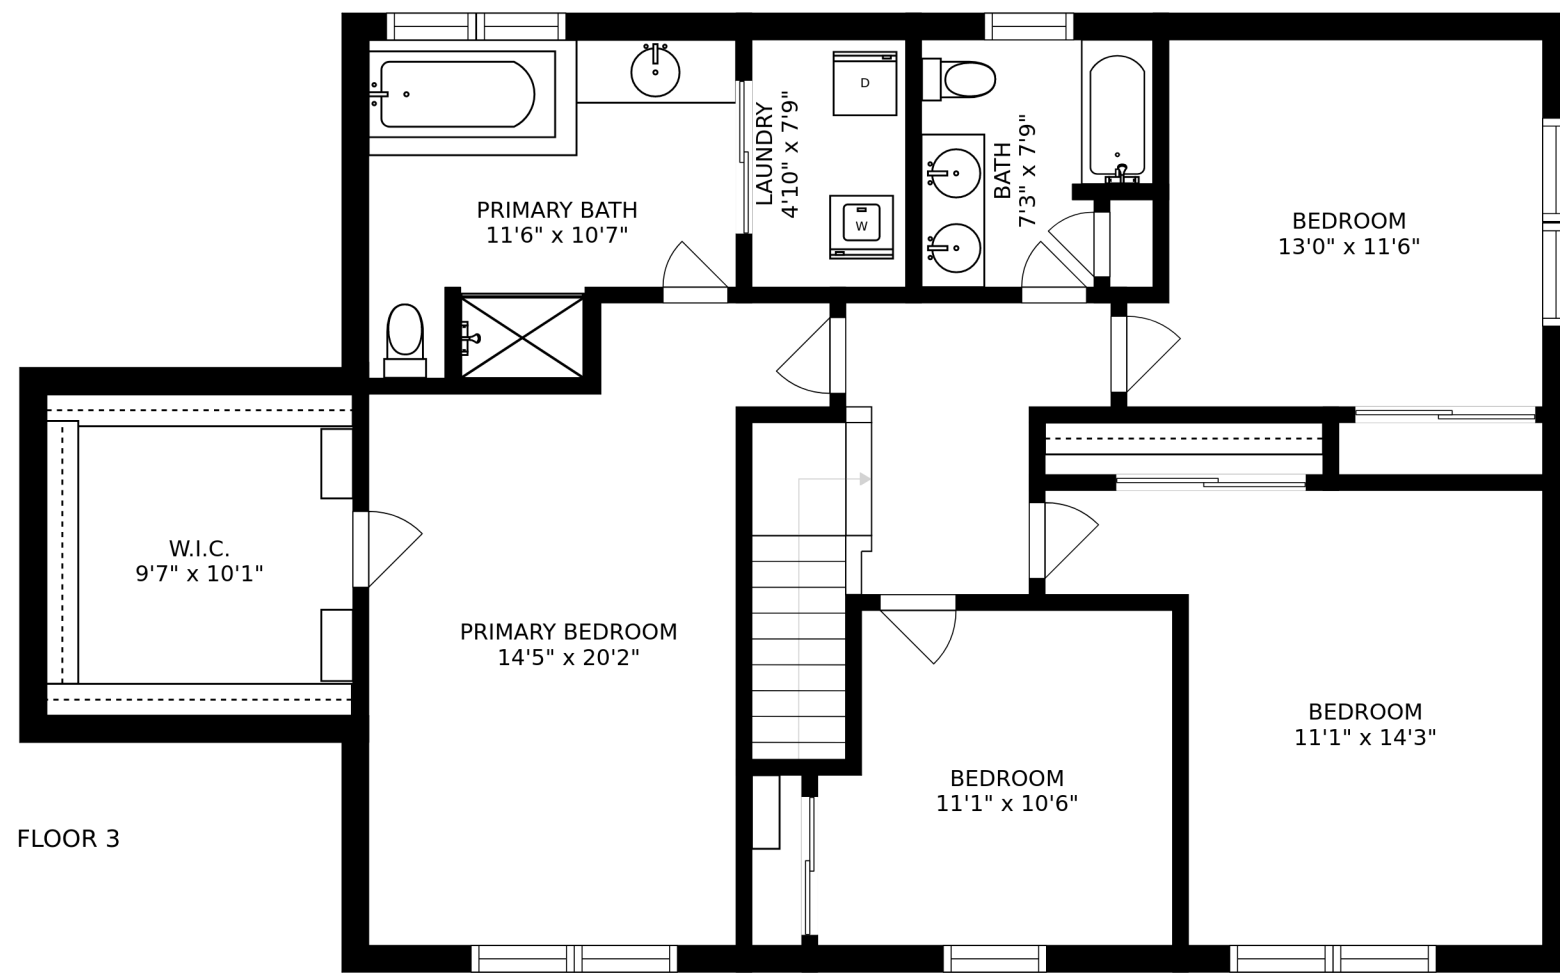 PRIMARY BATH
11'6" x 10'7"
LAUNDRY
4'10" x 7'9"
D
W
BATH
7'3" x 7'9"
BEDROOM
13'0" x 11'6"
W.I.C.
9'7" x 10'1"
PRIMARY BEDROOM
14'5" x 20'2"
BEDROOM
11'1" x 10'6"
BEDROOM
11'1" x 14'3"
FLOOR 3